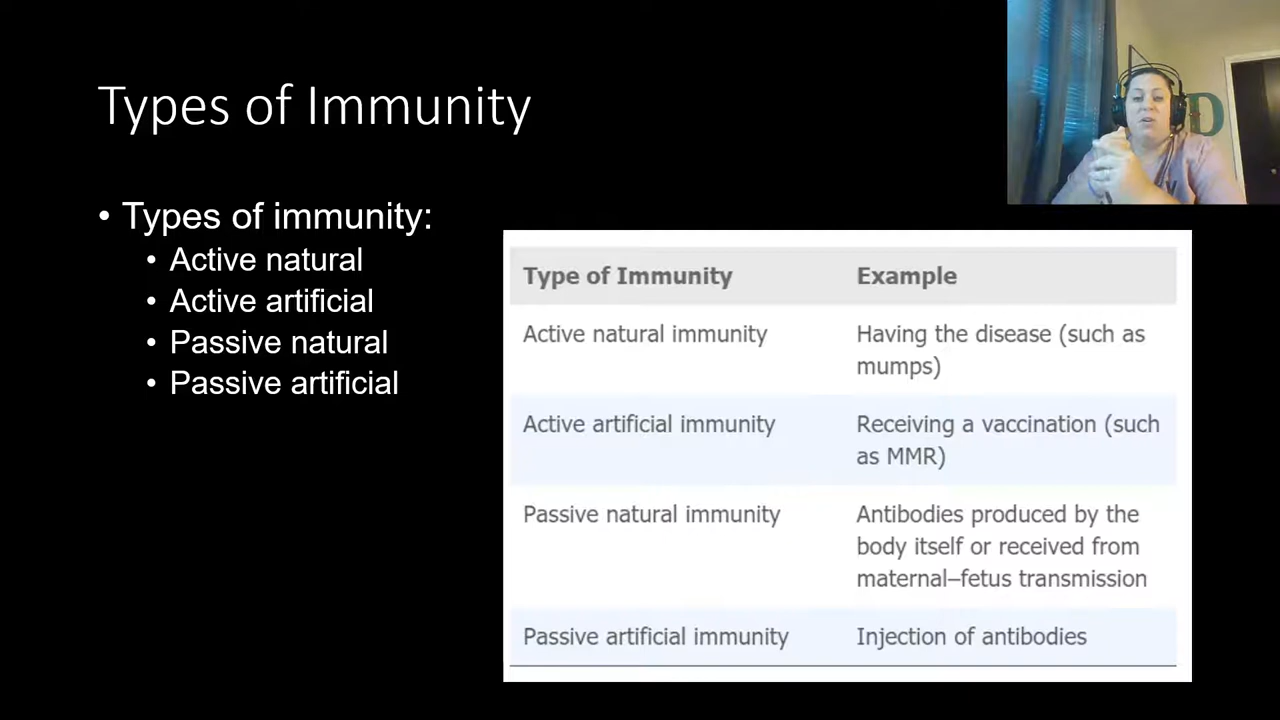 Types of Immunity
• Types of immunity:
• Active natural
• Active artificial
• Passive natural
• Passive artificial
Type of Immunity Example
Active natural immunity Having the disease (such as
mumps)
Active artificial immunity Receiving a vaccination (such
as MMR)
Passive natural immunity Antibodies produced by the
body itself or received from
maternal–fetus transmission
Passive artificial immunity Injection of antibodies
D